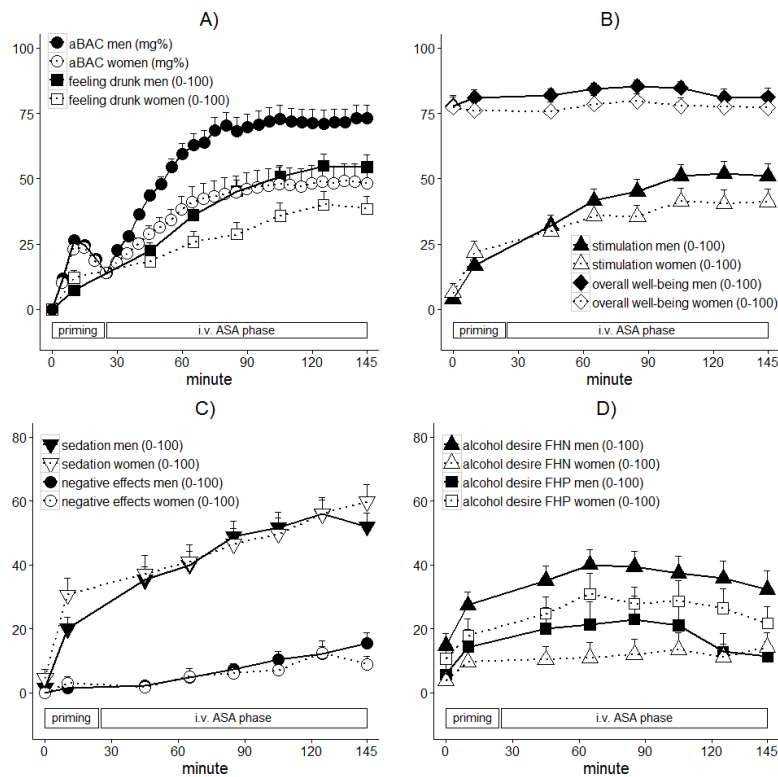 A)
100
75
50
25
0
aBAC men (mg%)
aBAC women (mg%)
feeling drunk men (0-100)
feeling drunk women (0-100)
priming
i.v. ASA phase
0
30
60
90
120
145
minute
B)
100
75
50
25
0
stimulation men (0-100)
stimulation women (0-100)
overall well-being men (0-100)
overall well-being women (0-100)
priming
i.v. ASA phase
0
30
60
90
120
145
minute
C)
80
60
40
20
0
sedation men (0-100)
sedation women (0-100)
negative effects men (0-100)
negative effects women (0-100)
priming
i.v. ASA phase
0
30
60
90
120
145
minute
D)
80
60
40
20
0
alcohol desire FHN men (0-100)
alcohol desire FHN women (0-100)
alcohol desire FHP men (0-100)
alcohol desire FHP women (0-100)
priming
i.v. ASA phase
0
30
60
90
120
145
minute